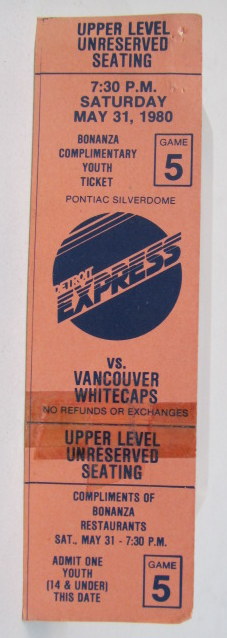 UPPER LEVEL
UNRESERVED
SEATING
7:30 P.M.
SATURDAY
MAY 31, 1980
BONANZA
COMPLIMENTARY
YOUTH
TICKET
GAME
5
PONTIAC SILVERDOME
DETROIT
EXPRESS
VS.
VANCOUVER
WHITECAPS
NO REFUNDS OR EXCHANGES
UPPER LEVEL
UNRESERVED
SEATING
COMPLIMENTS OF
BONANZA
RESTAURANTS
SAT., MAY 31 - 7:30 P.M.
ADMIT ONE
YOUTH
(14 & UNDER)
THIS DATE
GAME
5